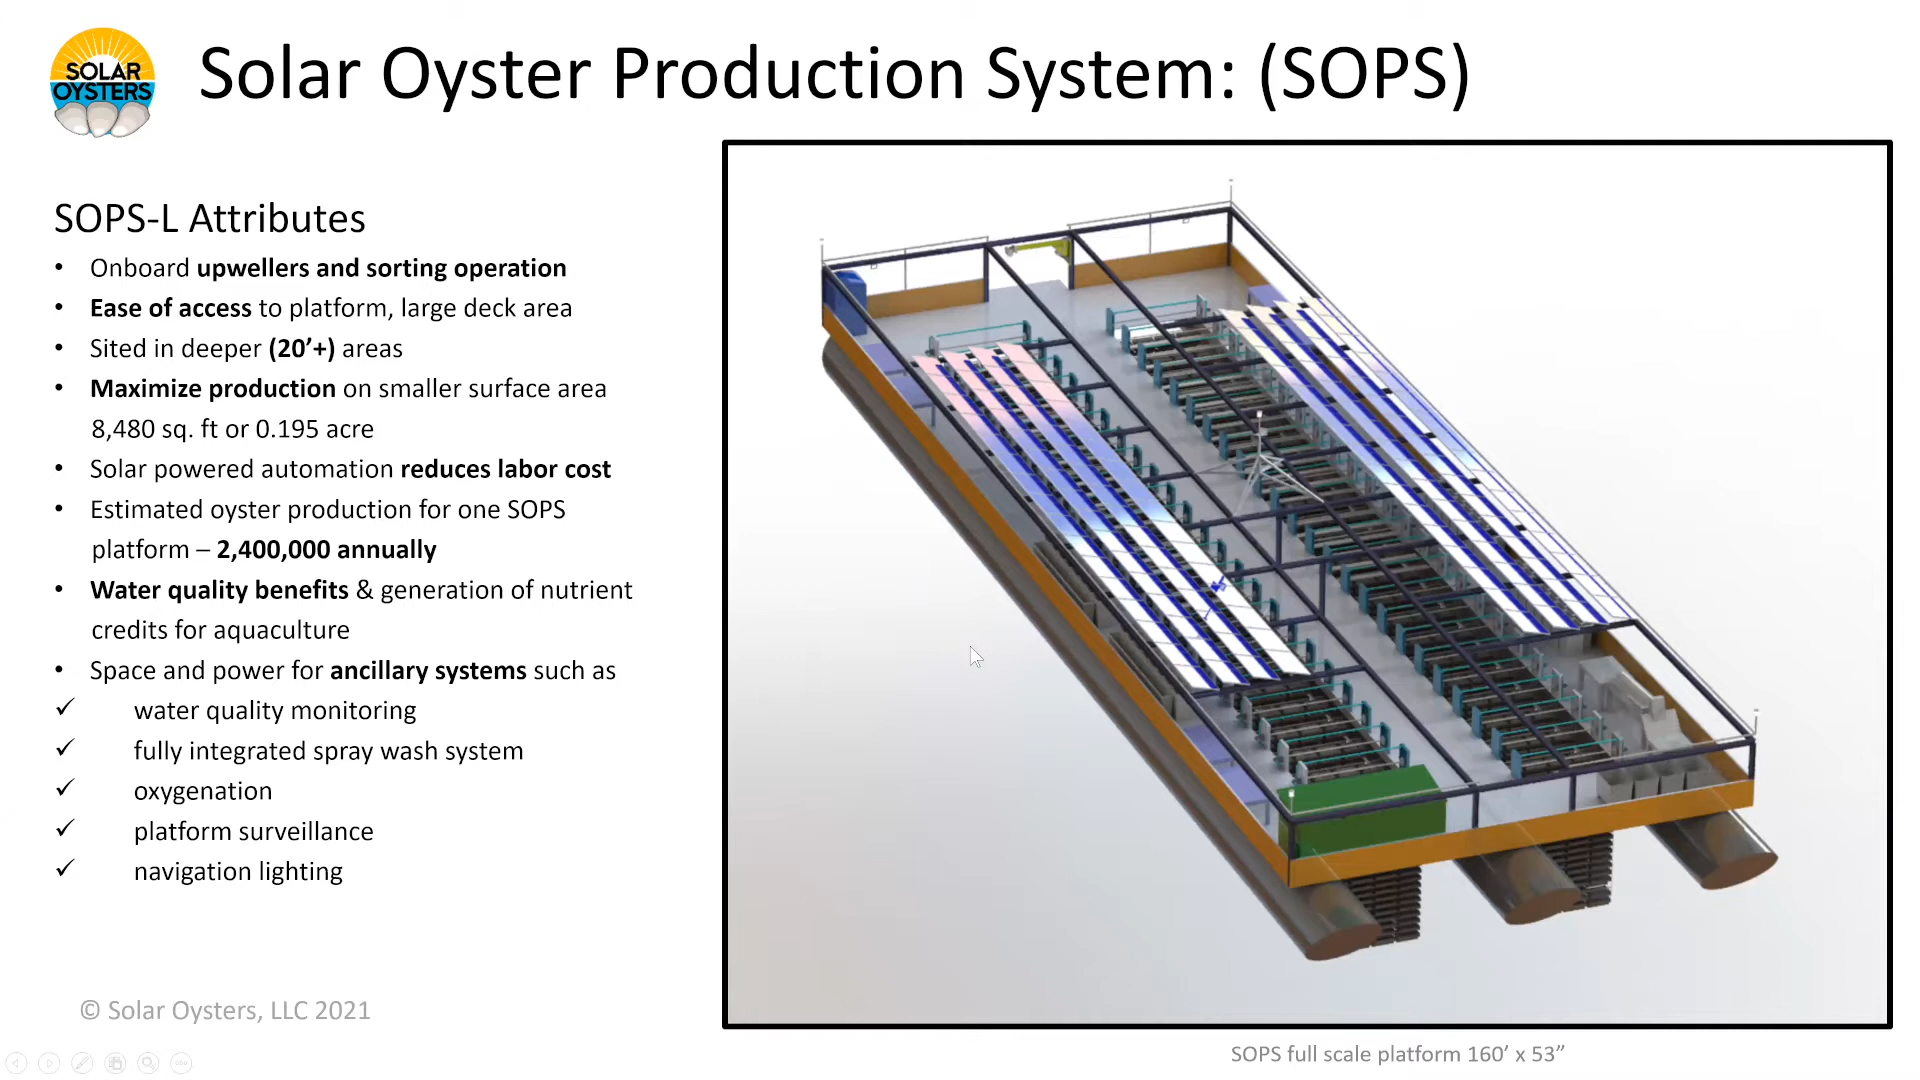 SOLAR
OYSTERS
Solar Oyster Production System: (SOPS)
SOPS-L Attributes
• Onboard upwellers and sorting operation
• Ease of access to platform, large deck area
• Sited in deeper (20’+) areas
• Maximize production on smaller surface area
8,480 sq. ft or 0.195 acre
• Solar powered automation reduces labor cost
• Estimated oyster production for one SOPS
platform – 2,400,000 annually
• Water quality benefits & generation of nutrient
credits for aquaculture
• Space and power for ancillary systems such as
✓ water quality monitoring
✓ fully integrated spray wash system
✓ oxygenation
✓ platform surveillance
✓ navigation lighting
© Solar Oysters, LLC 2021
SOPS full scale platform 160’ x 53”